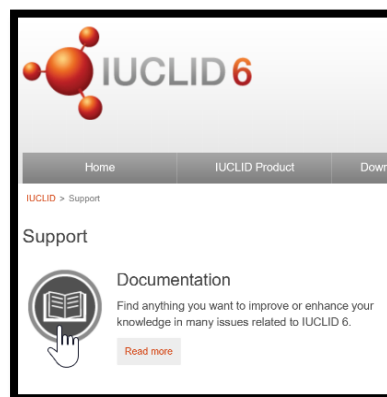 IUCLID 6
Home IUCLID Product
IUCLID > Support
Support
Documentation
Find anything you want to improve or enhance your
knowledge in many issues related to IUCLID 6.
Read more